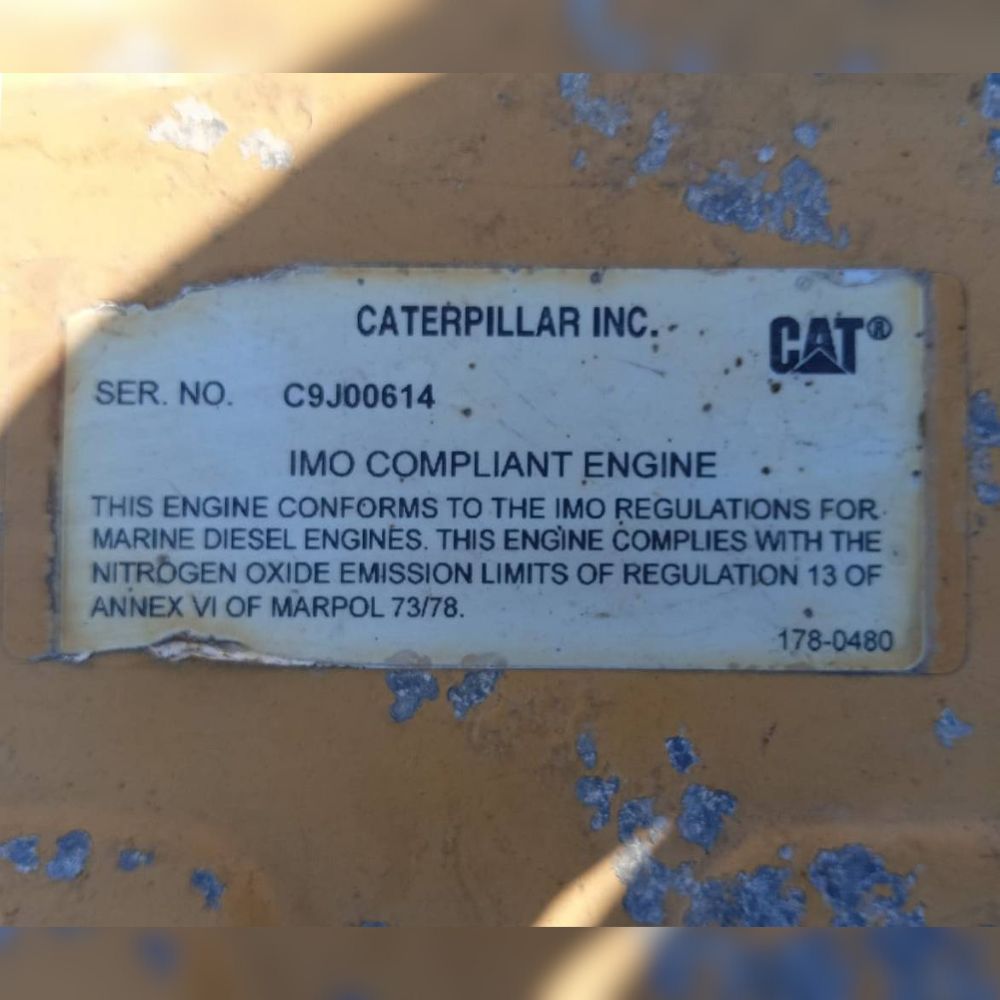 CATERPILLAR INC.
CAT®
SER. NO. C9J00614
IMO COMPLIANT ENGINE
THIS ENGINE CONFORMS TO THE IMO REGULATIONS FOR
MARINE DIESEL ENGINES. THIS ENGINE COMPLIES WITH THE
NITROGEN OXIDE EMISSION LIMITS OF REGULATION 13 OF
ANNEX VI OF MARPOL 73/78.
178-0480